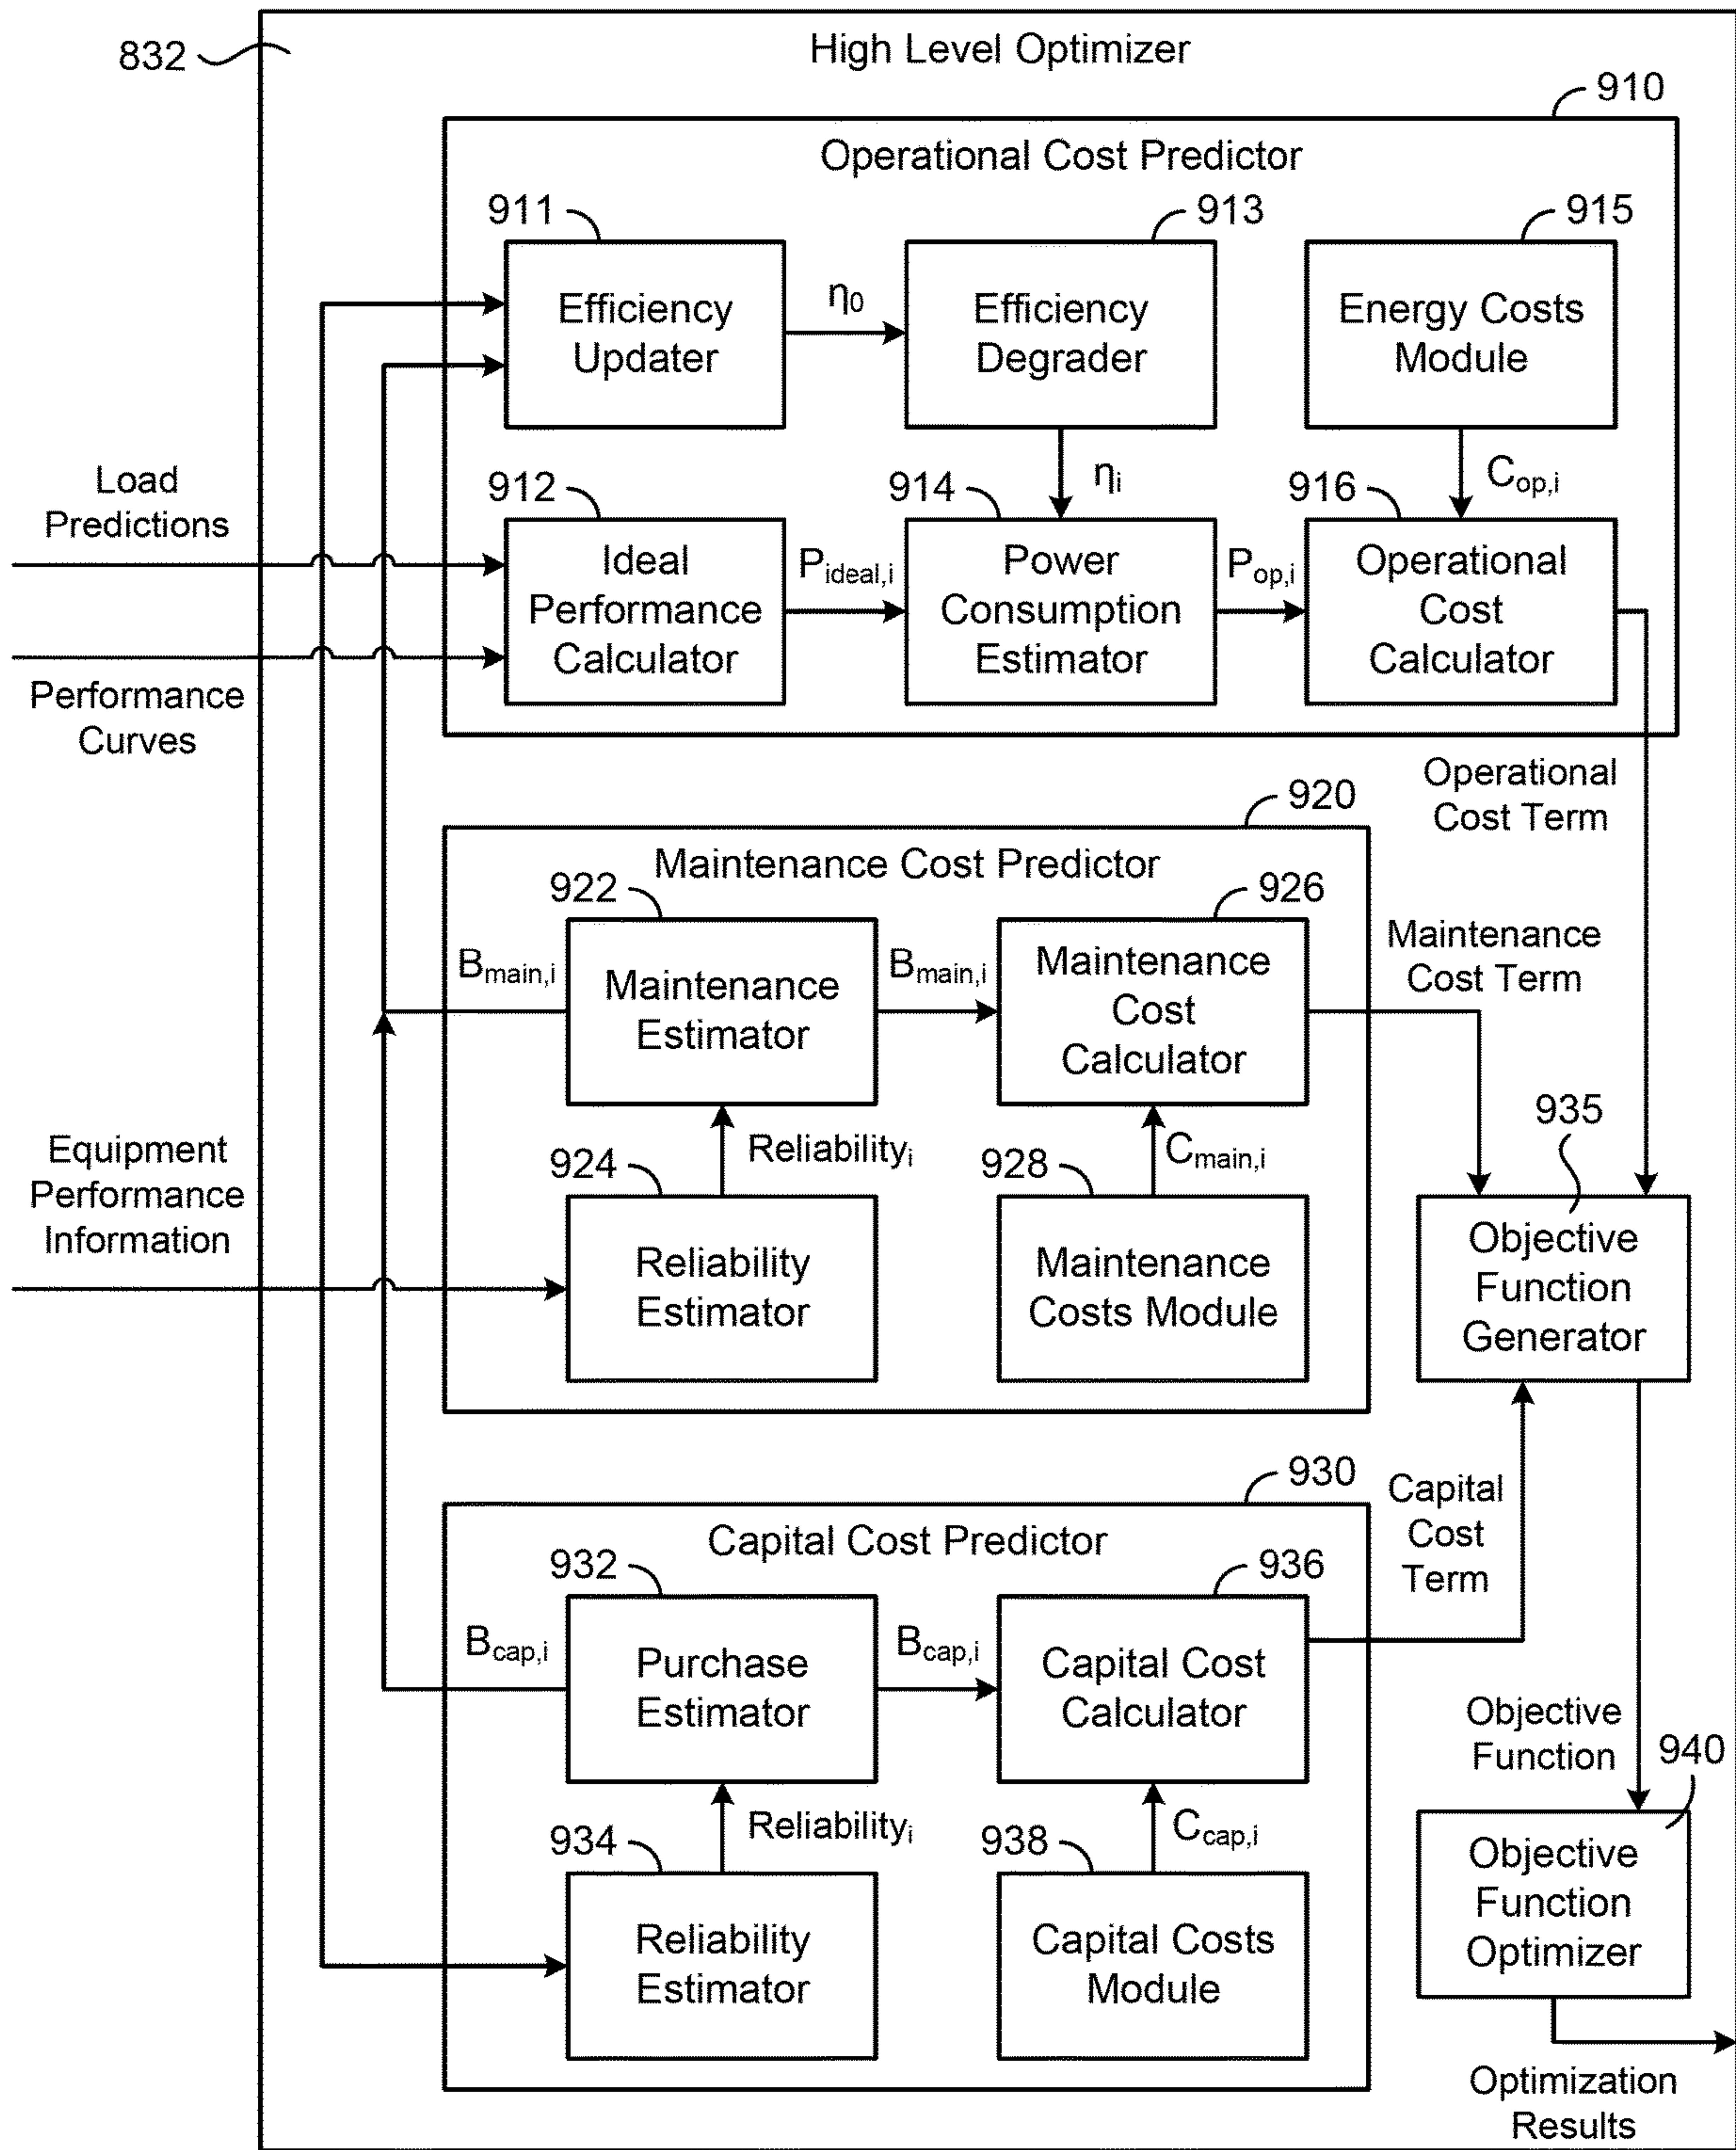 832
High Level Optimizer
910
Operational Cost Predictor
911
913
915
Efficiency
Updater
η0
Efficiency
Degrader
Energy Costs
Module
Load
Predictions
912
914
ηi
916
Cop,i
Ideal
Performance
Calculator
Pideal,i
Power
Consumption
Estimator
Pop,i
Operational
Cost
Calculator
Performance
Curves
Operational
Cost Term
920
Maintenance Cost Predictor
922
926
Bmain,i
Maintenance
Estimator
Bmain,i
Maintenance
Cost
Calculator
Maintenance
Cost Term
Equipment
Performance
Information
924
Reliabilityi
928
Cmain,i
935
Reliability
Estimator
Maintenance
Costs Module
Objective
Function
Generator
930
Capital Cost Predictor
Capital
Cost
Term
932
936
Bcap,i
Purchase
Estimator
Bcap,i
Capital Cost
Calculator
Objective
Function
940
934
Reliabilityi
938
Ccap,i
Reliability
Estimator
Capital Costs
Module
Objective
Function
Optimizer
Optimization
Results